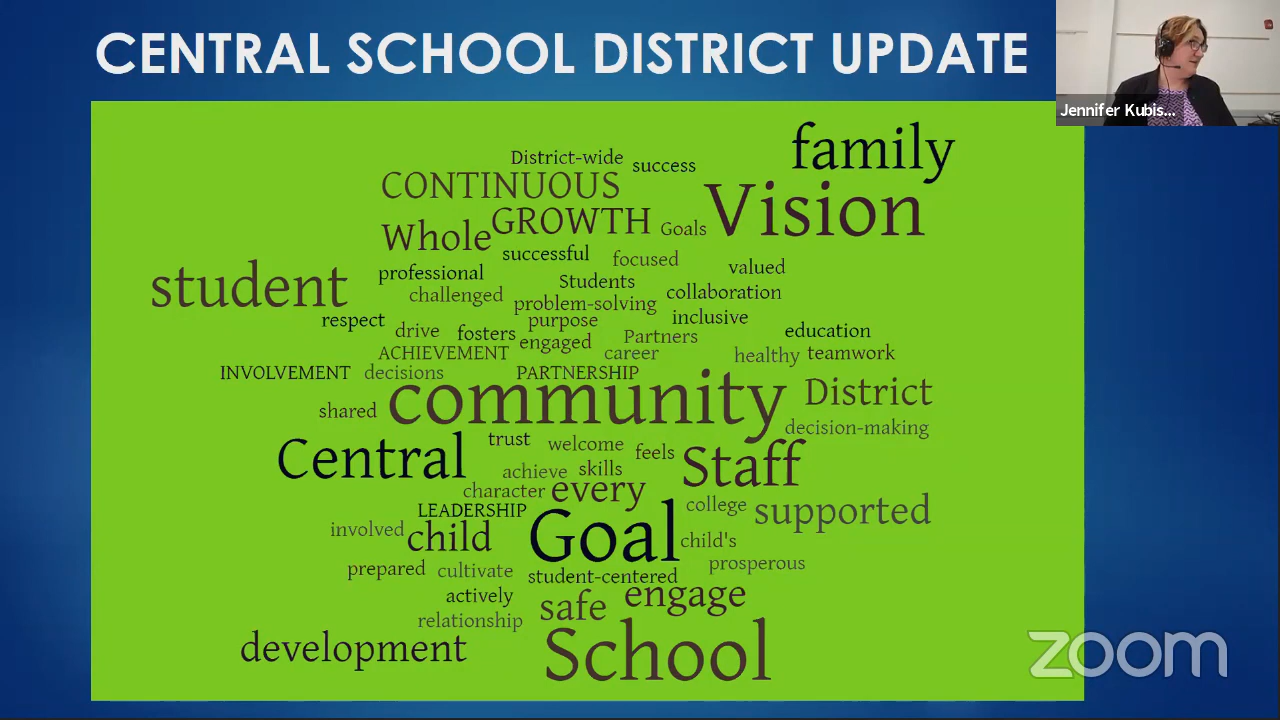 CENTRAL SCHOOL DISTRICT UPDATE
Jennifer Kubis...
family
District-wide
success
CONTINUOUS
Vision
GROWTH
Goals
Whole
successful
focused
valued
professional
Students
student
challenged
problem-solving
collaboration
respect
purpose
inclusive
drive
fosters
engaged
Partners
education
ACHIEVEMENT
career
healthy
teamwork
INVOLVEMENT
decisions
PARTNERSHIP
community
District
shared
decision-making
trust
welcome
feels
Central
Staff
achieve
skills
character
every
college
supported
LEADERSHIP
involved
child
Goal
child's
prepared
cultivate
student-centered
prosperous
actively
safe
engage
relationship
development
School
zoom